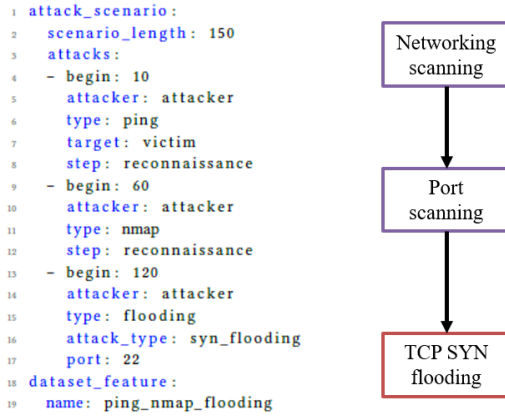 1 attack_scenario:
2 scenario_length: 150
3 attacks:
4 - begin: 10
5 attacker: attacker
6 type: ping
7 target: victim
8 step: reconnaissance
9 - begin: 60
10 attacker: attacker
11 type: nmap
12 step: reconnaissance
13 - begin: 120
14 attacker: attacker
15 type: flooding
16 attack_type: syn_flooding
17 port: 22
18 dataset_feature:
19 name: ping_nmap_flooding
Networking
scanning
Port
scanning
TCP SYN
flooding